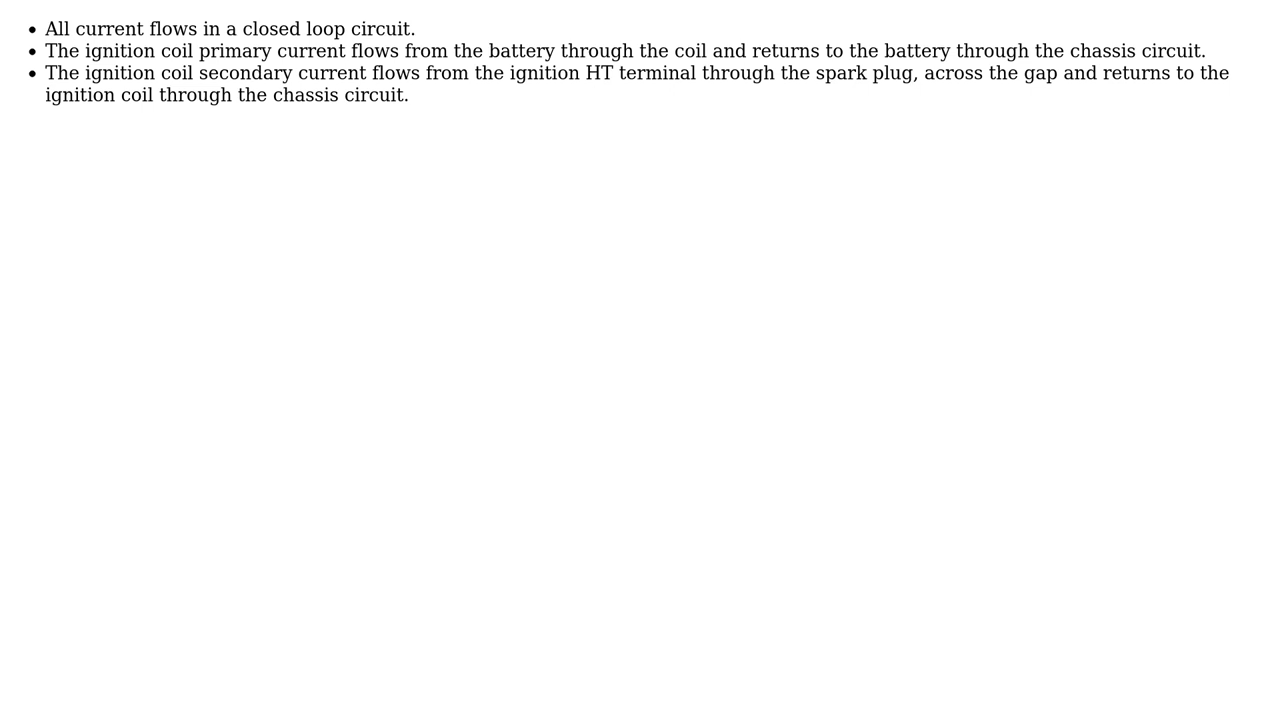 • All current flows in a closed loop circuit.
• The ignition coil primary current flows from the battery through the coil and returns to the battery through the chassis circuit.
• The ignition coil secondary current flows from the ignition HT terminal through the spark plug, across the gap and returns to the
ignition coil through the chassis circuit.